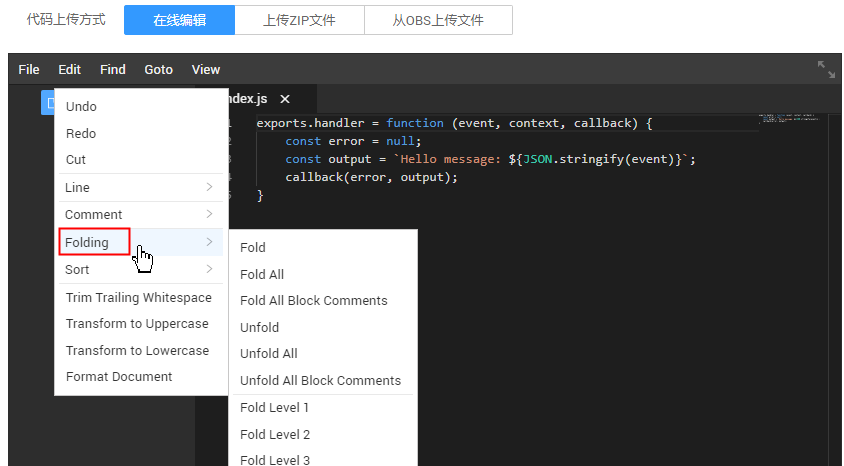 代码上传方式 在线编辑 上传ZIP文件 从OBS上传文件
File Edit Find Goto View
ndex.js ×
Undo
Redo
Cut
Line
Comment
Folding
Sort
Trim Trailing Whitespace
Transform to Uppercase
Transform to Lowercase
Format Document
Fold
Fold All
Fold All Block Comments
Unfold
Unfold All
Unfold All Block Comments
Fold Level 1
Fold Level 2
Fold Level 3
1 exports.handler = function (event, context, callback) {
2 const error = null;
3 const output = `Hello message: ${JSON.stringify(event)}`;
4 callback(error, output);
5 }